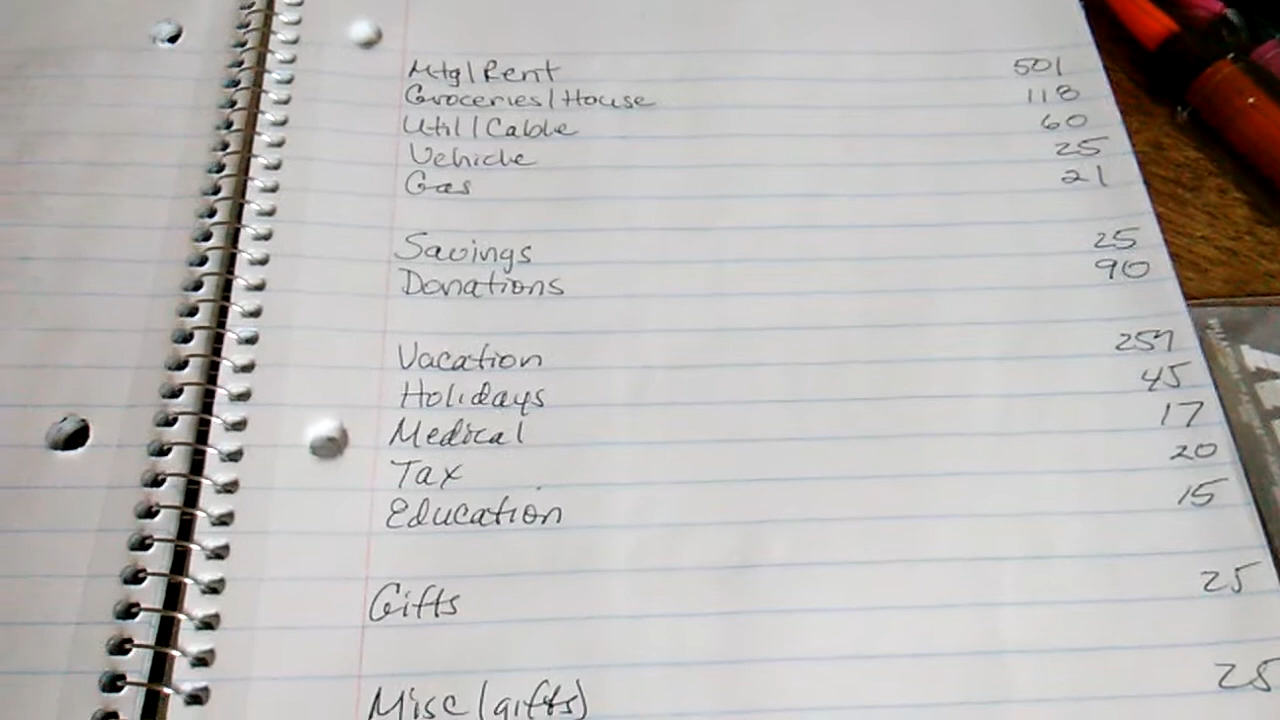 Mtg/Rent 501
Groceries/House 118
Util/Cable 60
Vehicle 25
Gas 21
Savings 25
Donations 90
Vacation 259
Holidays 45
Medical 17
Tax 20
Education 15
Gifts 25
Misc (gifts) 25